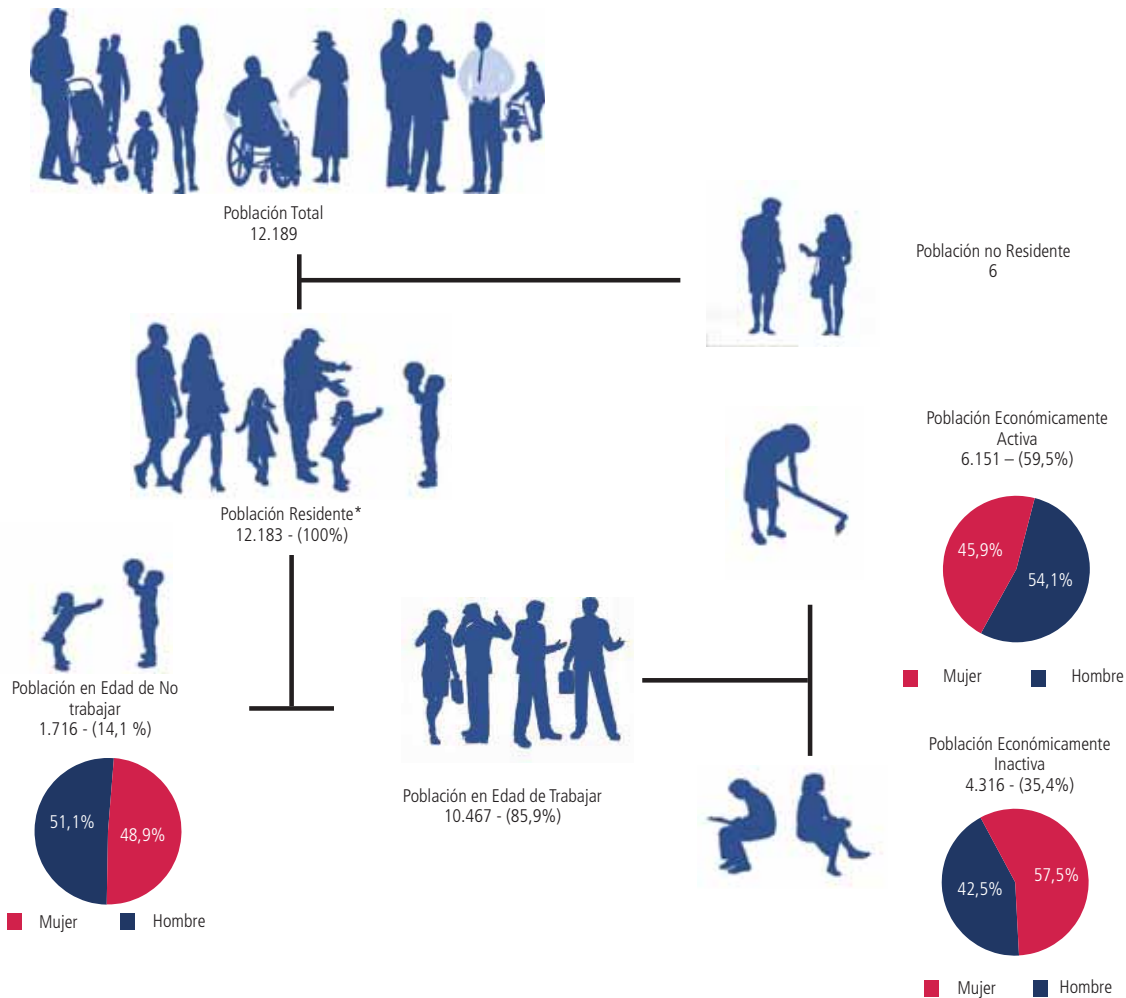 Población Total
12.189
Población no Residente
6
Población Residente*
12.183 - (100%)
Población Económicamente
Activa
6.151 – (59,5%)
45,9%
54,1%
Mujer
Hombre
Población en Edad de No
trabajar
1.716 - (14,1 %)
51,1%
48,9%
Mujer
Hombre
Población en Edad de Trabajar
10.467 - (85,9%)
Población Económicamente
Inactiva
4.316 - (35,4%)
42,5%
57,5%
Mujer
Hombre